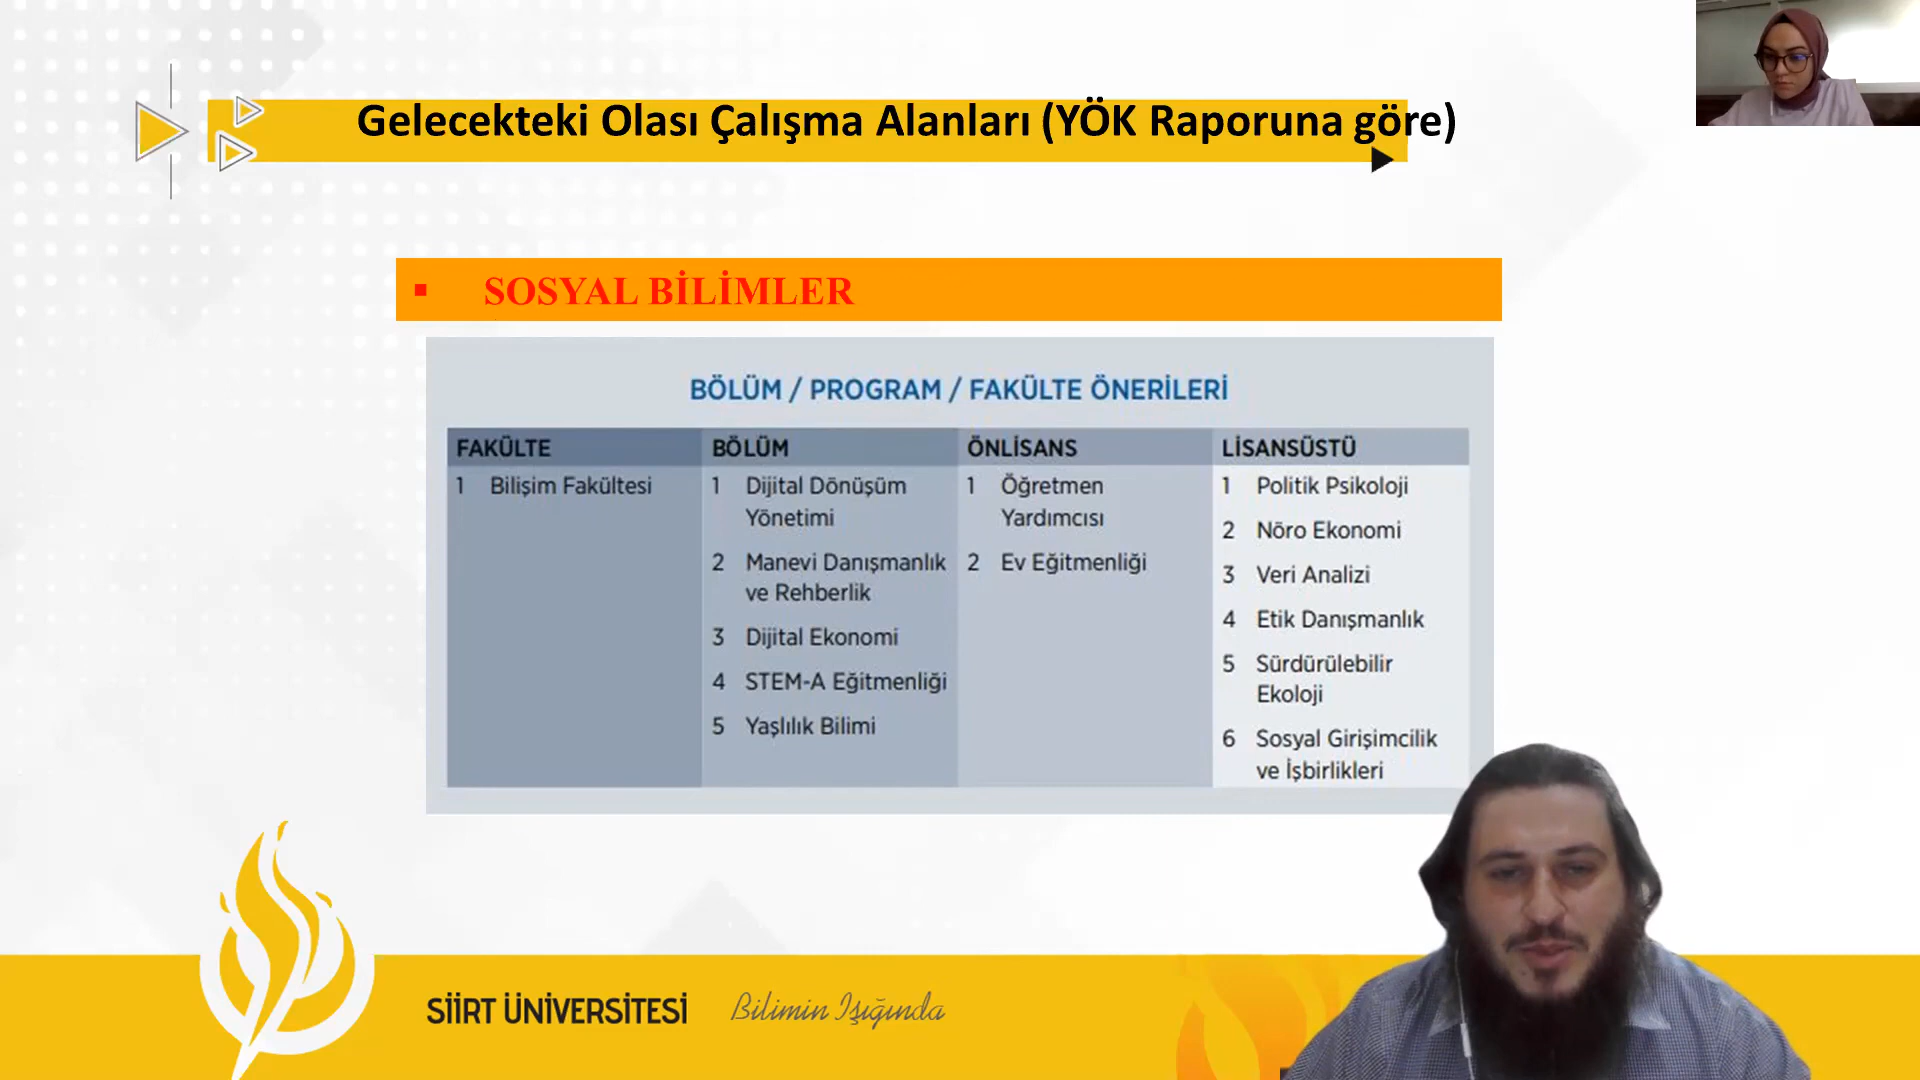 Gelecekteki Olası Çalışma Alanları (YÖK Raporuna göre)
SOSYAL BİLİMLER
BÖLÜM / PROGRAM / FAKÜLTE ÖNERİLERİ
FAKÜLTE
1 Bilişim Fakültesi
BÖLÜM
1 Dijital Dönüşüm
Yönetimi
2 Manevi Danışmanlık
ve Rehberlik
3 Dijital Ekonomi
4 STEM-A Eğitmenliği
5 Yaşlılık Bilimi
ÖNLİSANS
1 Öğretmen
Yardımcısı
2 Ev Eğitmenliği
LİSANSÜSTÜ
1 Politik Psikoloji
2 Nöro Ekonomi
3 Veri Analizi
4 Etik Danışmanlık
5 Sürdürülebilir
Ekoloji
6 Sosyal Girişimcilik
ve İşbirlikleri
SİİRT ÜNİVERSİTESİ
Bilimin Işığında